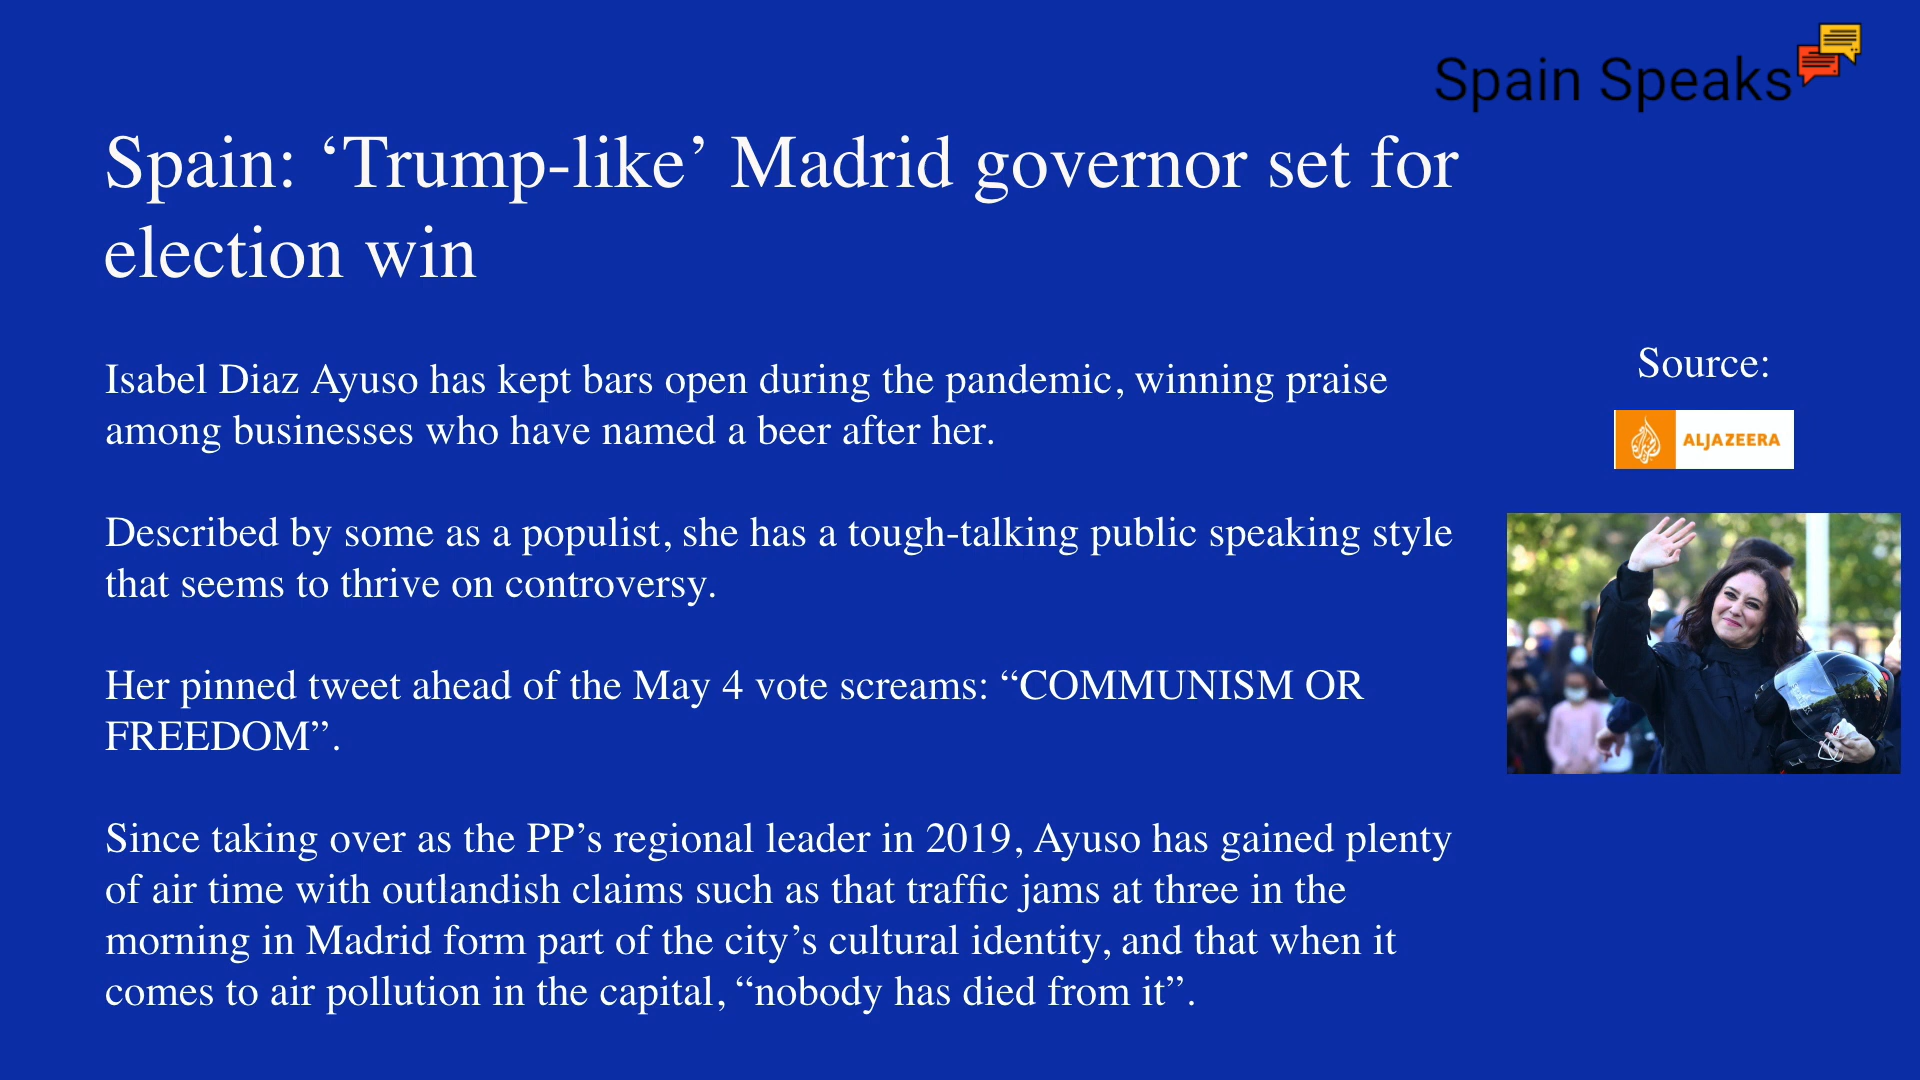 Spain Speaks
Spain: ‘Trump-like’ Madrid governor set for
election win
Isabel Diaz Ayuso has kept bars open during the pandemic, winning praise
among businesses who have named a beer after her.
Described by some as a populist, she has a tough-talking public speaking style
that seems to thrive on controversy.
Her pinned tweet ahead of the May 4 vote screams: “COMMUNISM OR
FREEDOM”.
Since taking over as the PP’s regional leader in 2019, Ayuso has gained plenty
of air time with outlandish claims such as that traffic jams at three in the
morning in Madrid form part of the city’s cultural identity, and that when it
comes to air pollution in the capital, “nobody has died from it”.
Source:
ALJAZEERA